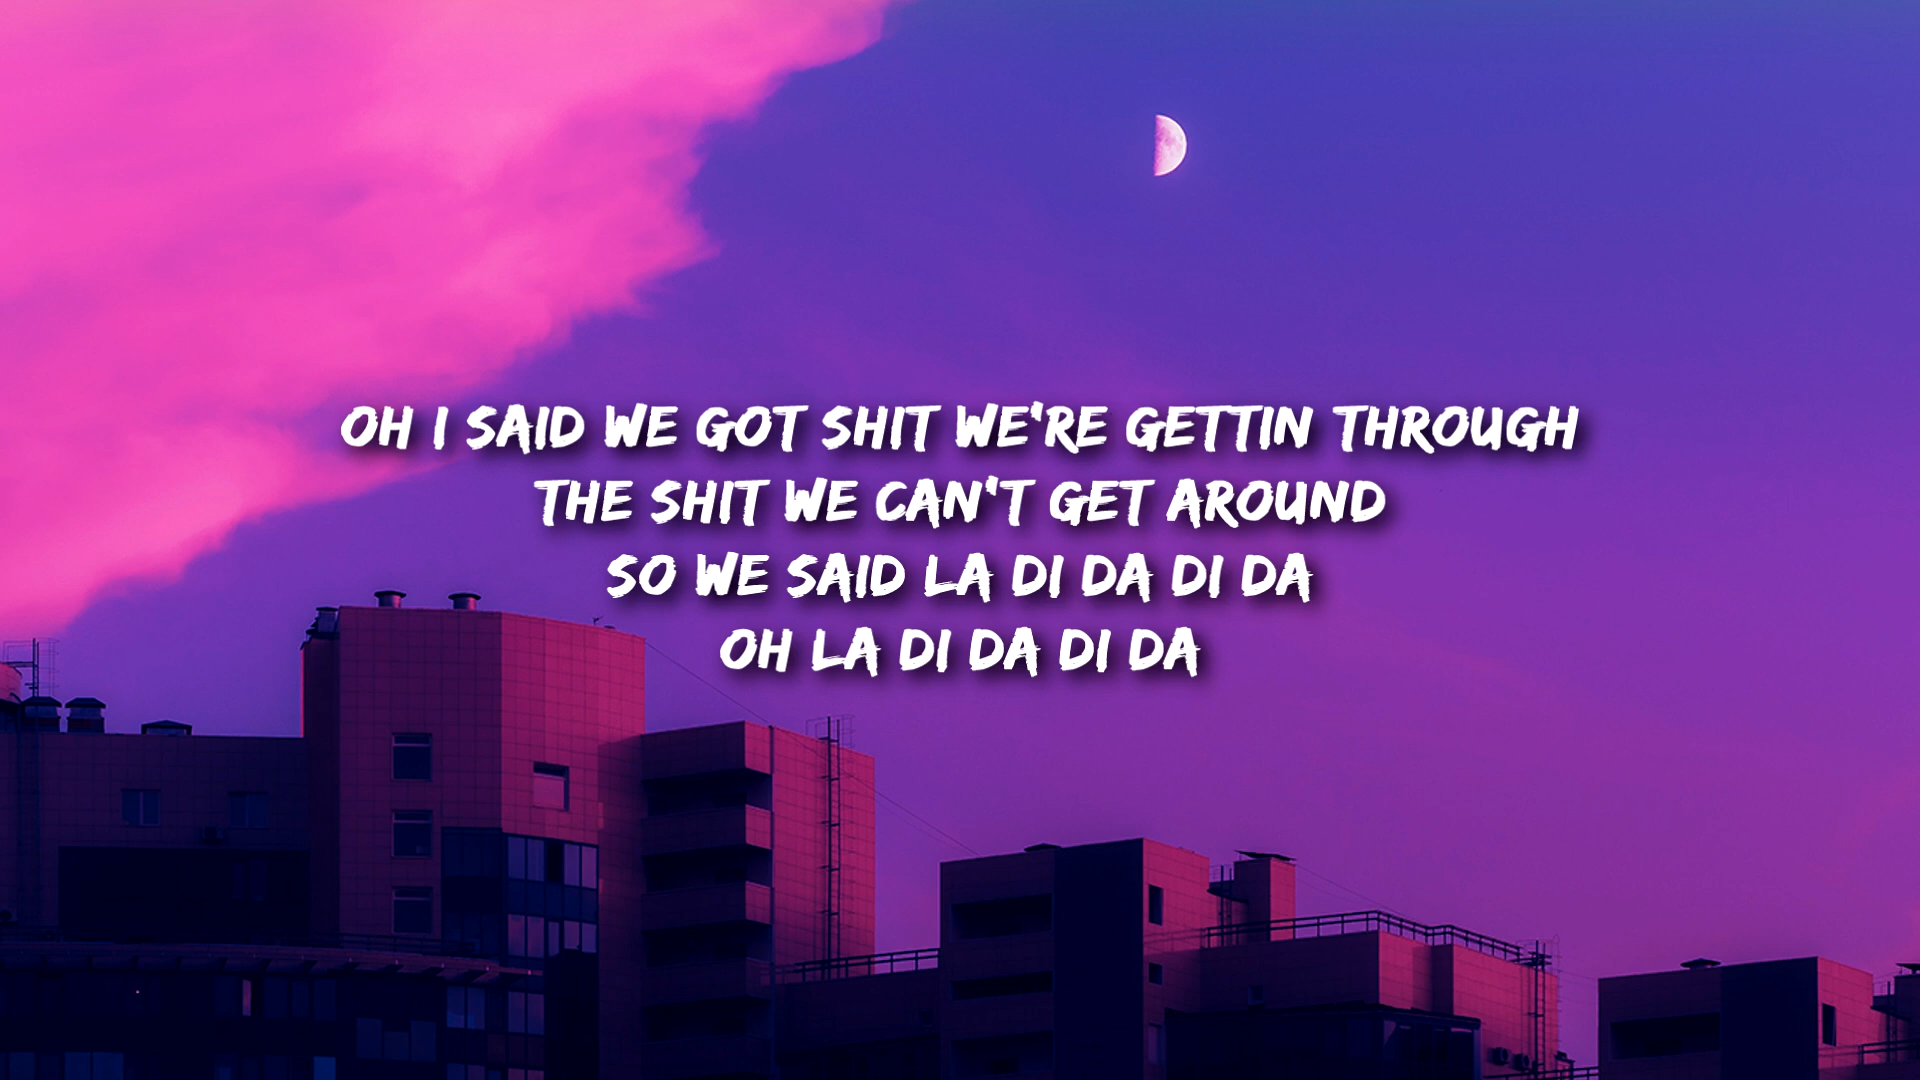 OH I SAID WE GOT SHIT WE'RE GETTIN THROUGH
THE SHIT WE CAN'T GET AROUND
SO WE SAID LA DI DA DI DA
OH LA DI DA DI DA